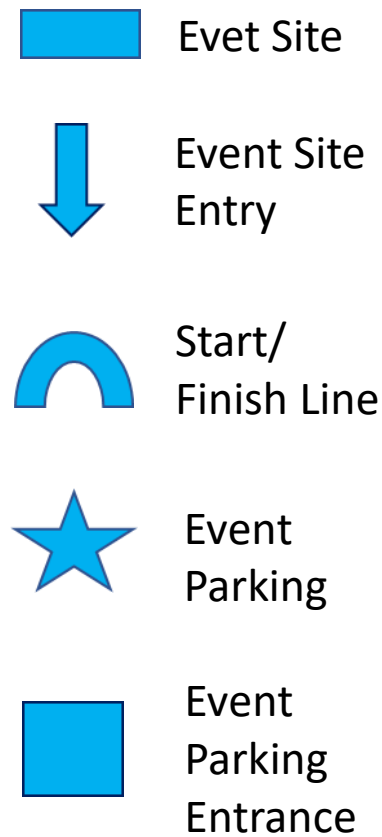 Evet Site
Event Site
Entry
Start/
Finish Line
Event
Parking
Event
Parking
Entrance